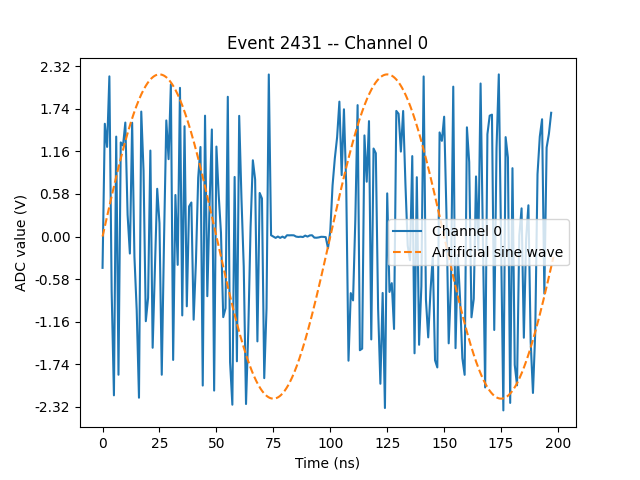 Event 2431 -- Channel 0
ADC value (V)
2.32
1.74
1.16
0.58
0.00
-0.58
-1.16
-1.74
-2.32
Channel 0
Artificial sine wave
0 25 50 75 100 125 150 175 200
Time (ns)